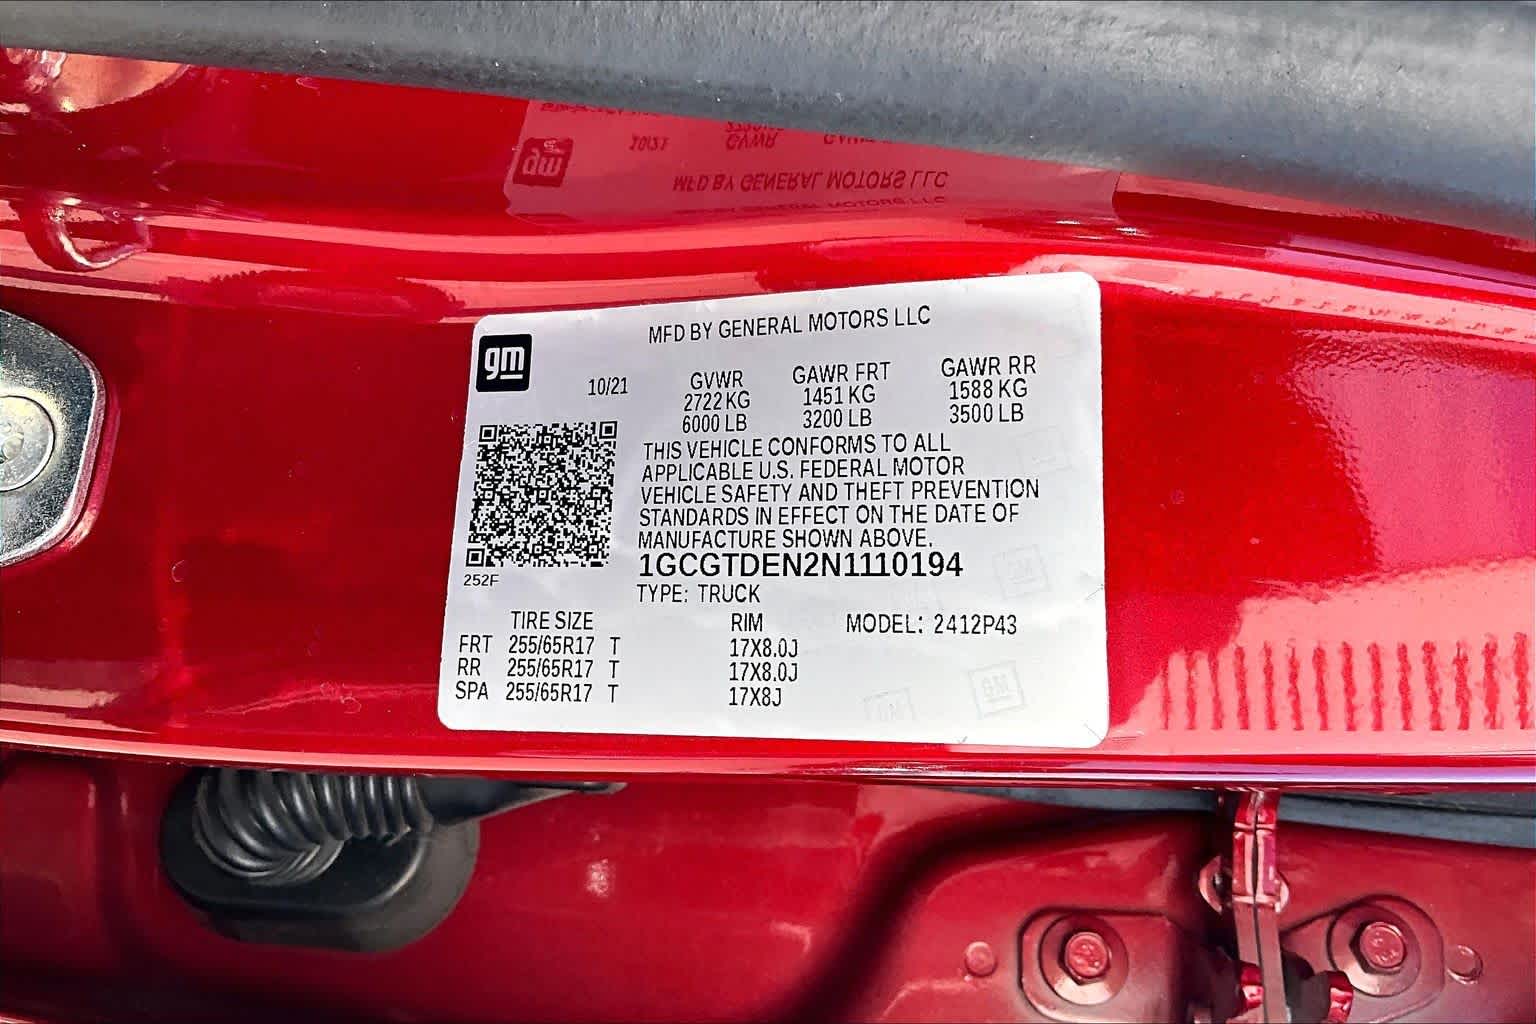 MFD BY GENERAL MOTORS LLC
gm
10/21
GVWR GAWR FRT GAWR RR
2722 KG 1451 KG 1588 KG
6000 LB 3200 LB 3500 LB
THIS VEHICLE CONFORMS TO ALL
APPLICABLE U.S. FEDERAL MOTOR
VEHICLE SAFETY AND THEFT PREVENTION
STANDARDS IN EFFECT ON THE DATE OF
MANUFACTURE SHOWN ABOVE.
1GCGTDEN2N1110194
252F
TYPE: TRUCK
TIRE SIZE RIM MODEL: 2412P43
FRT 255/65R17 T 17X8.0J
RR 255/65R17 T 17X8.0J
SPA 255/65R17 T 17X8J